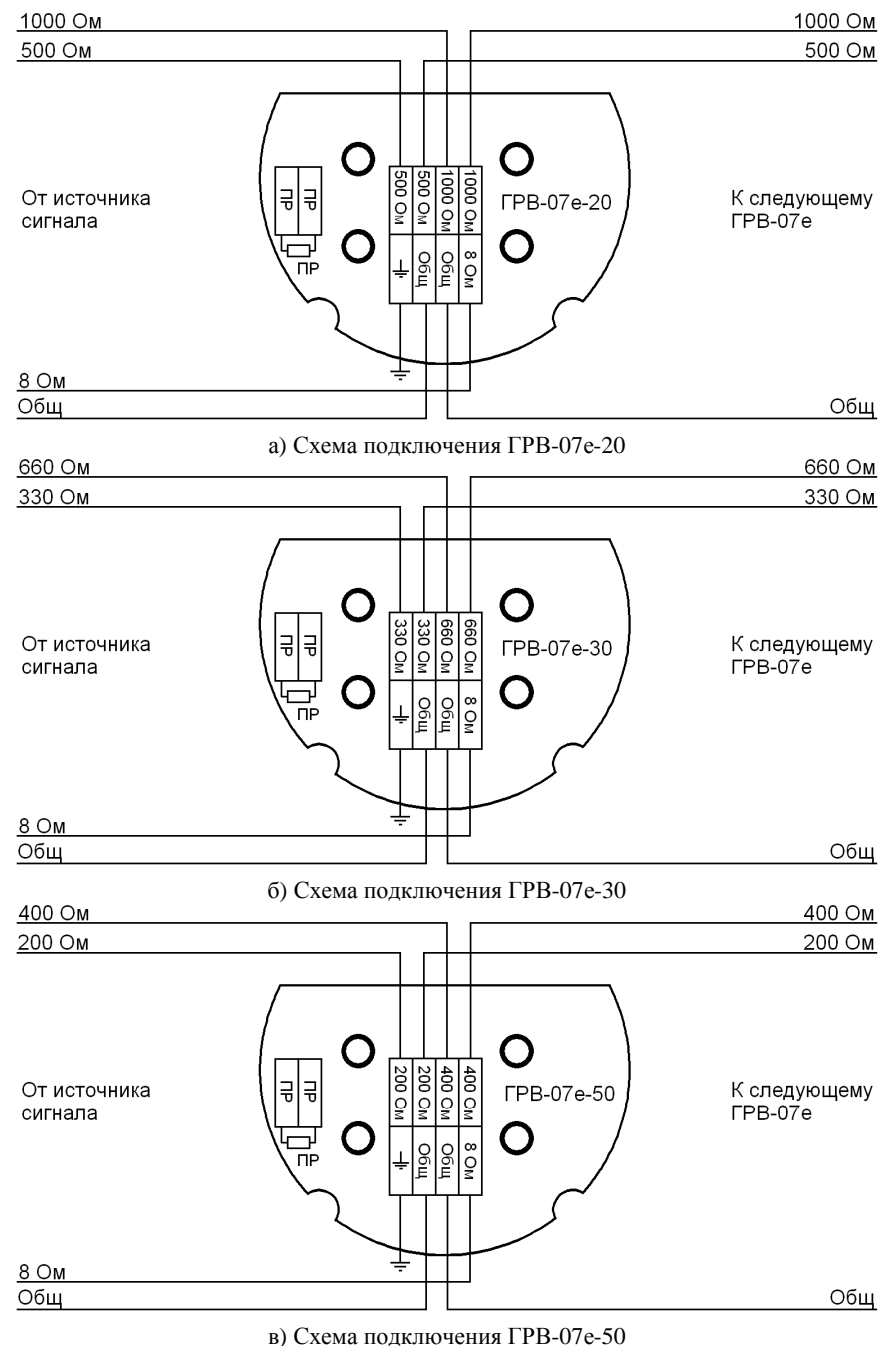 1000 Ом 1000 Ом
500 Ом 500 Ом
От источника
сигнала
ПР ПР
ПР
500 Ом 500 Ом 1000 Ом 1000 Ом
Общ Общ 8 Ом
ГРВ-07е-20
К следующему
ГРВ-07е
8 Ом
Общ Общ
а) Схема подключения ГРВ-07е-20
660 Ом 660 Ом
330 Ом 330 Ом
От источника
сигнала
ПР ПР
ПР
330 Ом 330 Ом 660 Ом 660 Ом
Общ Общ 8 Ом
ГРВ-07е-30
К следующему
ГРВ-07е
8 Ом
Общ Общ
б) Схема подключения ГРВ-07е-30
400 Ом 400 Ом
200 Ом 200 Ом
От источника
сигнала
ПР ПР
ПР
200 Ом 200 Ом 400 Ом 400 Ом
Общ Общ 8 Ом
ГРВ-07е-50
К следующему
ГРВ-07е
8 Ом
Общ Общ
в) Схема подключения ГРВ-07е-50